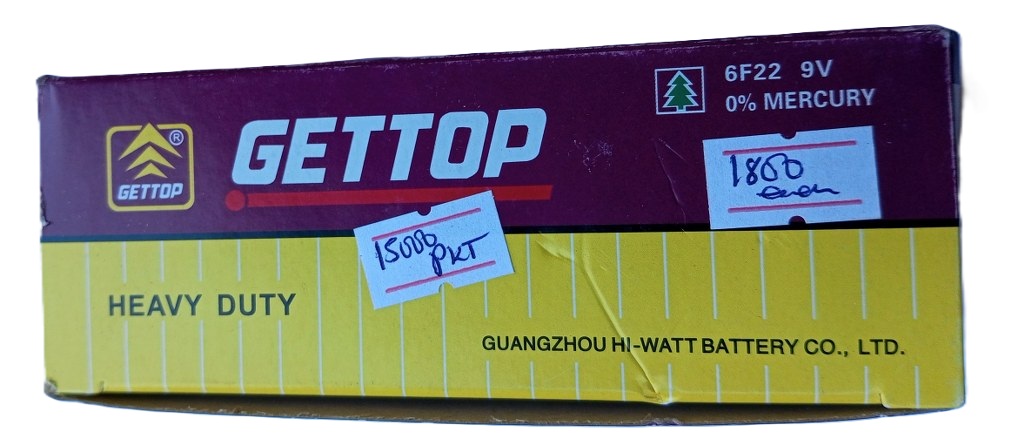 6F22 9V
0% MERCURY
®
GETTOP
GETTOP
1800
each
15000
PKT
HEAVY DUTY
GUANGZHOU HI-WATT BATTERY CO., LTD.